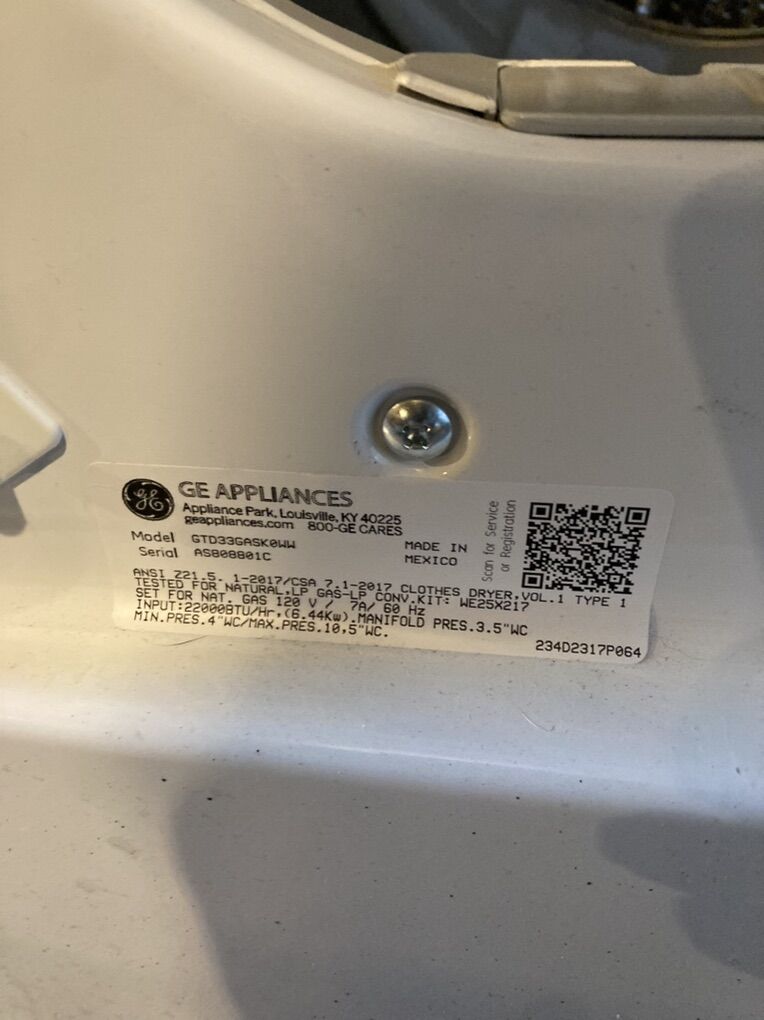 GE GE APPLIANCES
Appliance Park, Louisville, KY 40225
geappliances.com 800-GE CARES
Model GTD33GASK0WW
Serial AS808801C
MADE IN
MEXICO
Scan for Service
or Registration
ANSI Z21.5. 1-2017/CSA 7.1-2017 CLOTHES DRYER,VOL.1 TYPE 1
TESTED FOR NATURAL,LP GAS-LP CONV.KIT: WE25X217
SET FOR NAT. GAS 120 V / 7A/ 60 Hz
INPUT:22000BTU/Hr,(6.44Kw).MANIFOLD PRES.3.5"WC
MIN.PRES.4"WC/MAX.PRES.10,5"WC.
234D2317P064